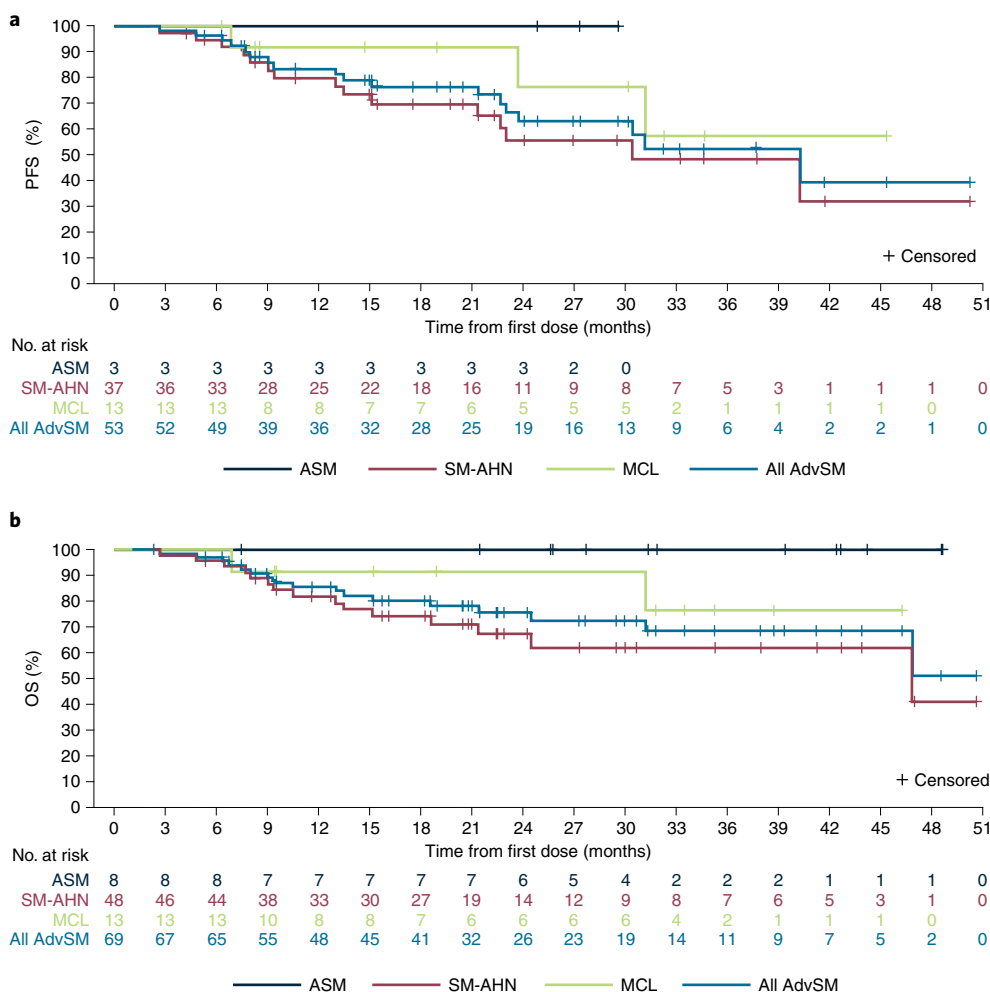 a
100
90
80
70
60
50
40
30
20
10
0
PFS (%)
+ Censored
0 3 6 9 12 15 18 21 24 27 30 33 36 39 42 45 48 51
Time from first dose (months)
No. at risk
ASM 3 3 3 3 3 3 3 3 3 2 0
SM-AHN 37 36 33 28 25 22 18 16 11 9 8 7 5 3 1 1 1 0
MCL 13 13 13 8 8 7 7 6 5 5 5 2 1 1 1 1 0
All AdvSM 53 52 49 39 36 32 28 25 19 16 13 9 6 4 2 2 1 0
ASM SM-AHN MCL All AdvSM
b
100
90
80
70
60
50
40
30
20
10
0
OS (%)
+ Censored
0 3 6 9 12 15 18 21 24 27 30 33 36 39 42 45 48 51
Time from first dose (months)
No. at risk
ASM 8 8 8 7 7 7 7 7 6 5 4 2 2 2 1 1 1 0
SM-AHN 48 46 44 38 33 30 27 19 14 12 9 8 7 6 5 3 1 0
MCL 13 13 13 10 8 8 7 6 6 6 6 4 2 1 1 1 0
All AdvSM 69 67 65 55 48 45 41 32 26 23 19 14 11 9 7 5 2 0
ASM SM-AHN MCL All AdvSM